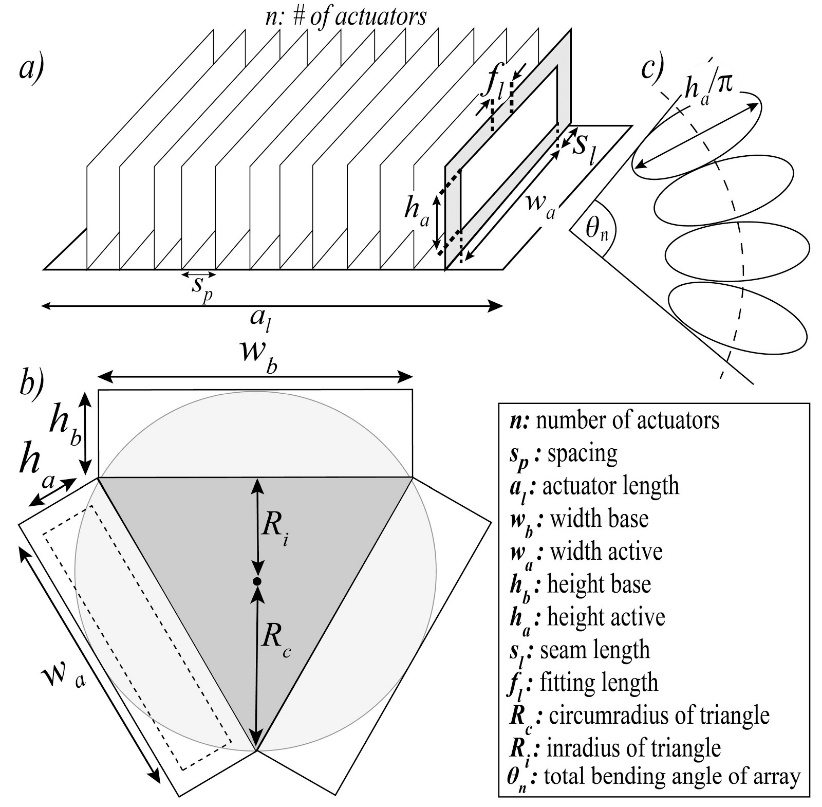 n: # of actuators
a)
c)
f_l
h_a/π
s_l
h_a
w_a
θ_n
s_p
a_l
w_b
b)
h_b
h_a
R_i
R_c
w_a
n: number of actuators
s_p: spacing
a_l: actuator length
w_b: width base
w_a: width active
h_b: height base
h_a: height active
s_l: seam length
f_l: fitting length
R_c: circumradius of triangle
R_i: inradius of triangle
θ_n: total bending angle of array